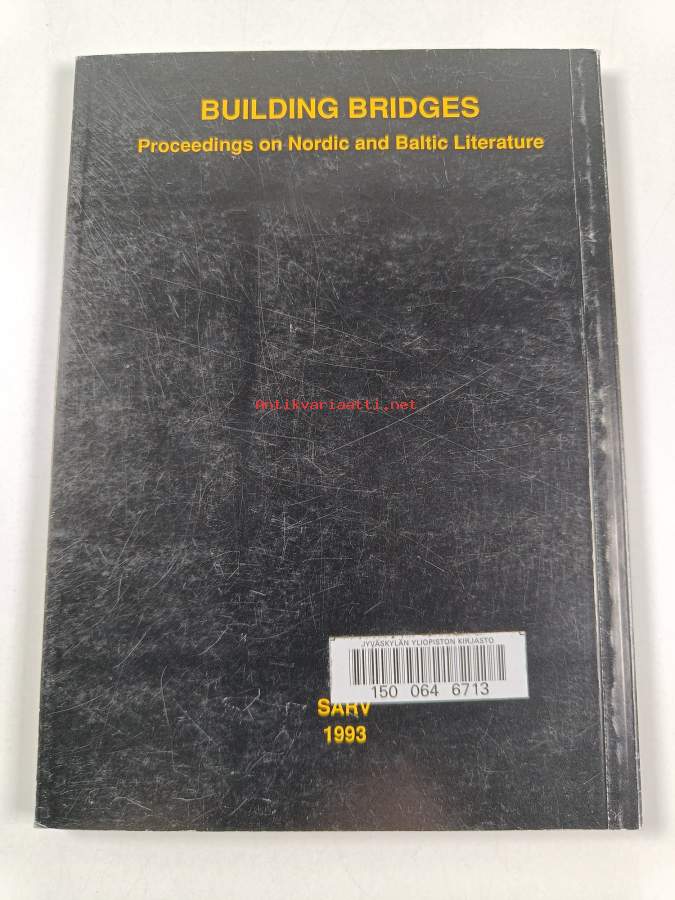 BUILDING BRIDGES
Proceedings on Nordic and Baltic Literature
Antikvariaatti.net
JYVÄSKYLÄN YLIOPISTON KIRJASTO
150 064 6713
SARV
1993